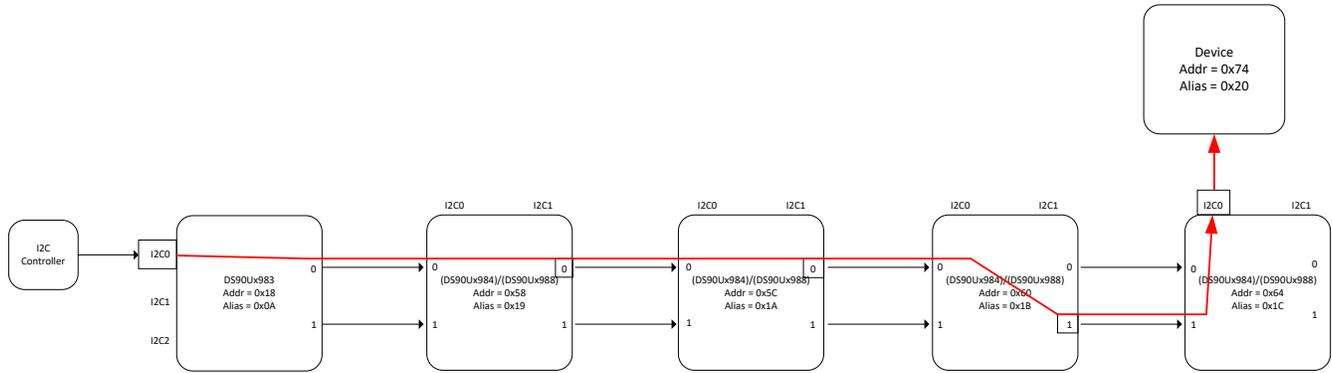 Device
Addr = 0x74
Alias = 0x20
I2C
Controller
I2C0
I2C1
I2C2
DS90Ux983
Addr = 0x18
Alias = 0x0A
0
1
I2C0
I2C1
0
0
(DS90Ux984)/(DS90Ux988)
Addr = 0x58
Alias = 0x19
1
1
I2C0
I2C1
0
0
(DS90Ux984)/(DS90Ux988)
Addr = 0x5C
Alias = 0x1A
1
1
I2C0
I2C1
0
0
(DS90Ux984)/(DS90Ux988)
Addr = 0x60
Alias = 0x1B
1
1
I2C0
I2C1
0
0
(DS90Ux984)/(DS90Ux988)
Addr = 0x64
Alias = 0x1C
1
1